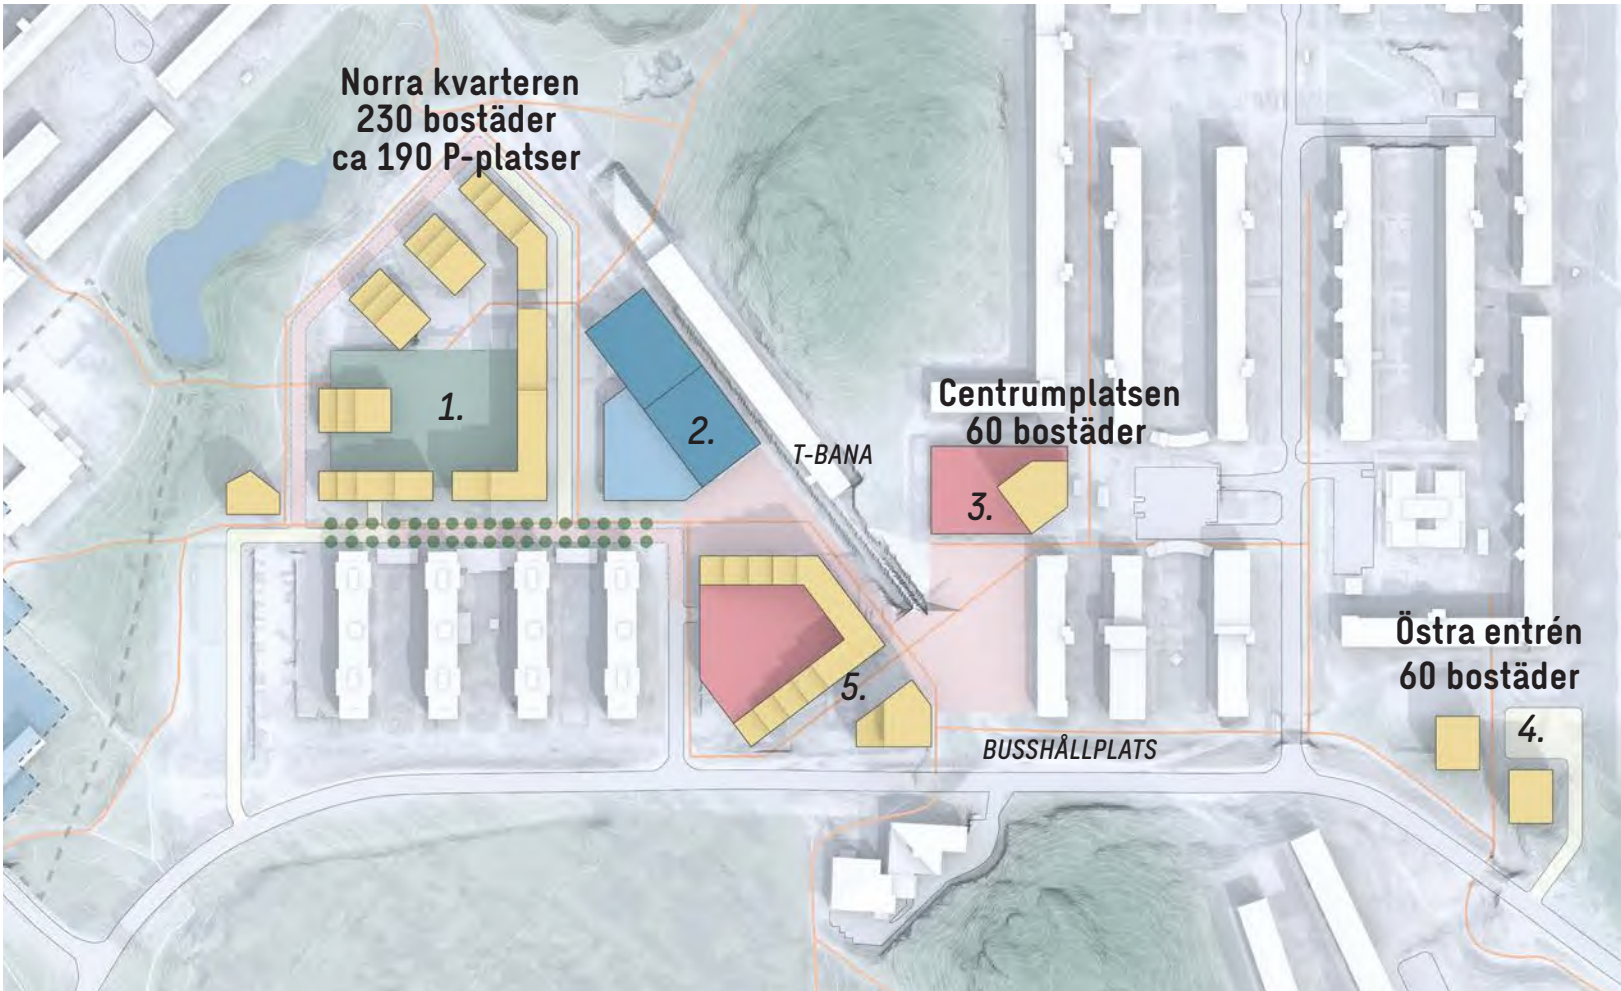 Norra kvarteren
230 bostäder
ca 190 P-platser
1.
2.
T-BANA
Centrumplatsen
60 bostäder
3.
Östra entrén
60 bostäder
4.
5.
BUSSHÅLLPLATS